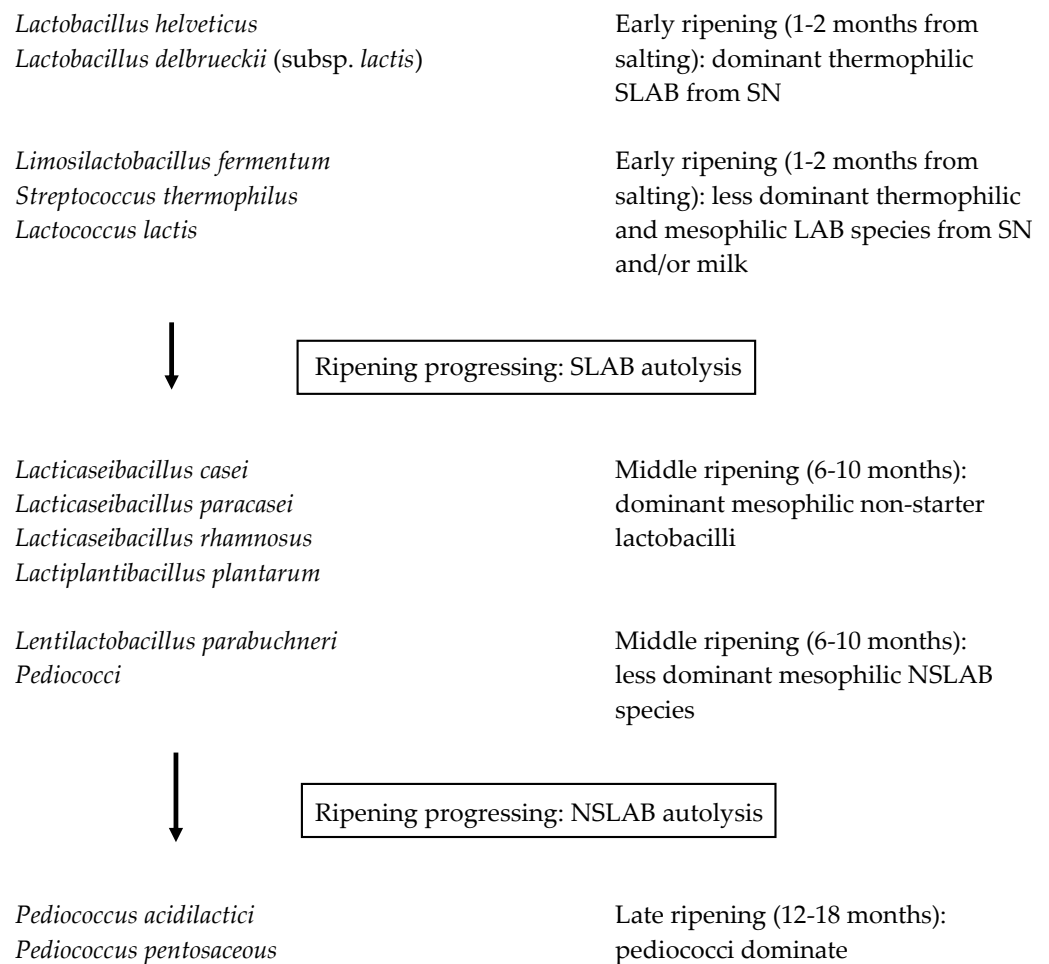 Lactobacillus helveticus
Lactobacillus delbrueckii (subsp. lactis)
Early ripening (1-2 months from
salting): dominant thermophilic
SLAB from SN
Limosilactobacillus fermentum
Streptococcus thermophilus
Lactococcus lactis
Early ripening (1-2 months from
salting): less dominant thermophilic
and mesophilic LAB species from SN
and/or milk
Ripening progressing: SLAB autolysis
Lacticaseibacillus casei
Lacticaseibacillus paracasei
Lacticaseibacillus rhamnosus
Lactiplantibacillus plantarum
Middle ripening (6-10 months):
dominant mesophilic non-starter
lactobacilli
Lentilactobacillus parabuchneri
Pediococci
Middle ripening (6-10 months):
less dominant mesophilic NSLAB
species
Ripening progressing: NSLAB autolysis
Pediococcus acidilactici
Pediococcus pentosaceous
Late ripening (12-18 months):
pediococci dominate